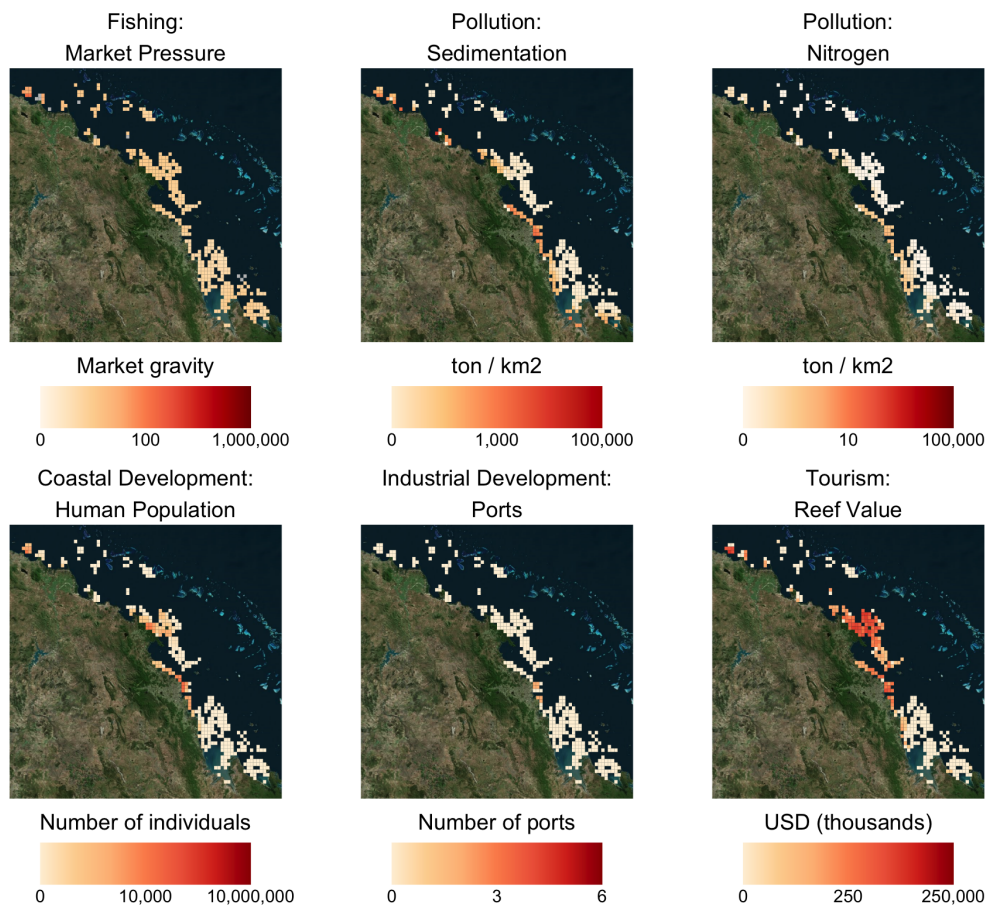 Fishing:
Market Pressure
Pollution:
Sedimentation
Pollution:
Nitrogen
Market gravity
0 100 1,000,000
ton / km2
0 1,000 100,000
ton / km2
0 10 100,000
Coastal Development:
Human Population
Industrial Development:
Ports
Tourism:
Reef Value
Number of individuals
0 10,000 10,000,000
Number of ports
0 3 6
USD (thousands)
0 250 250,000